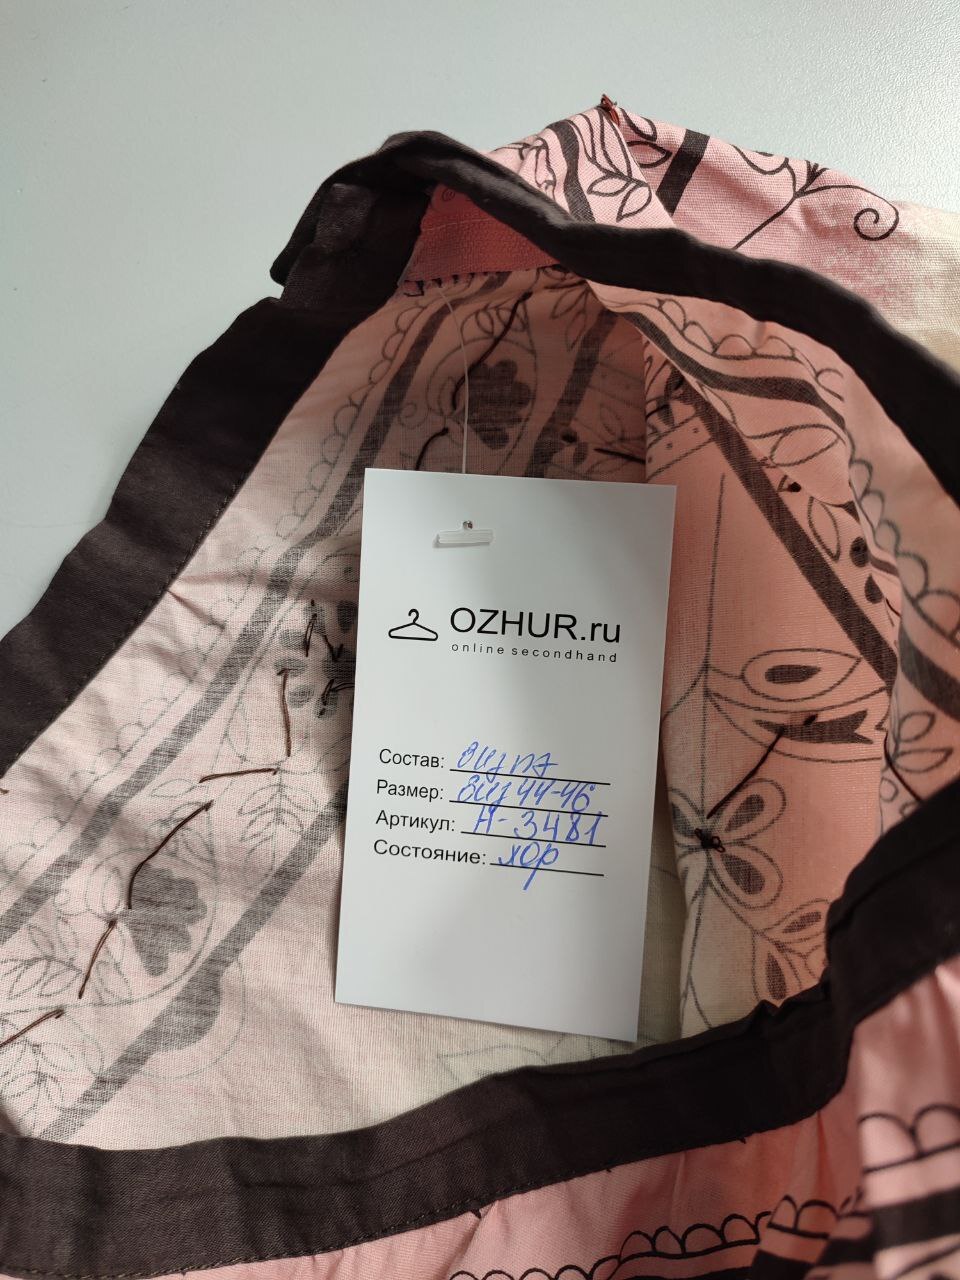 OZHUR.ru
online secondhand
Состав:
Размер: 44-46
Артикул: Н-3481
Состояние: хор